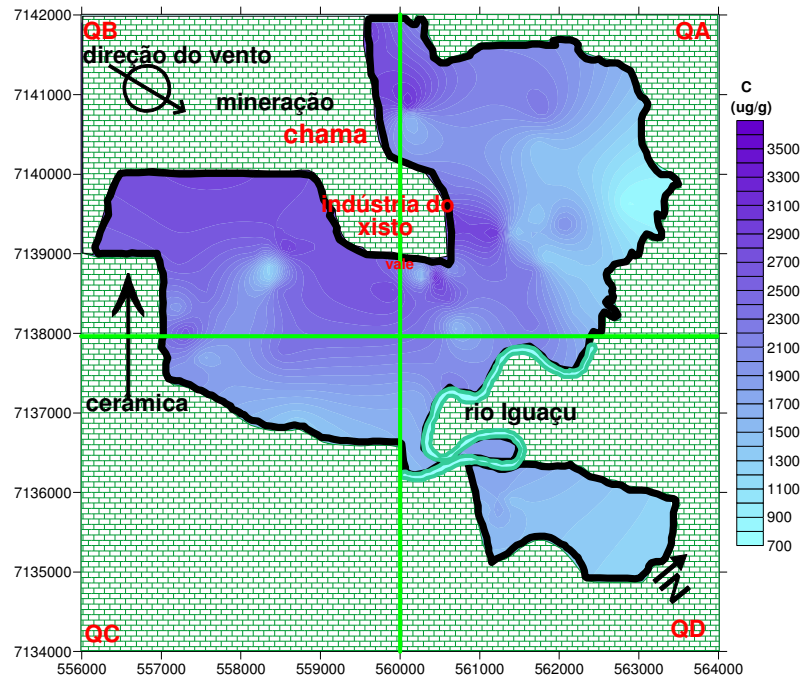 7142000
QB
QA
direção do vento
7141000
mineração
chama
7140000
indústria do
xisto
7139000
vale
7138000
7137000
cerâmica
rio Iguaçu
7136000
7135000
N
QC
QD
7134000
556000 557000 558000 559000 560000 561000 562000 563000 564000
C
(ug/g)
3500
3300
3100
2900
2700
2500
2300
2100
1900
1700
1500
1300
1100
900
700